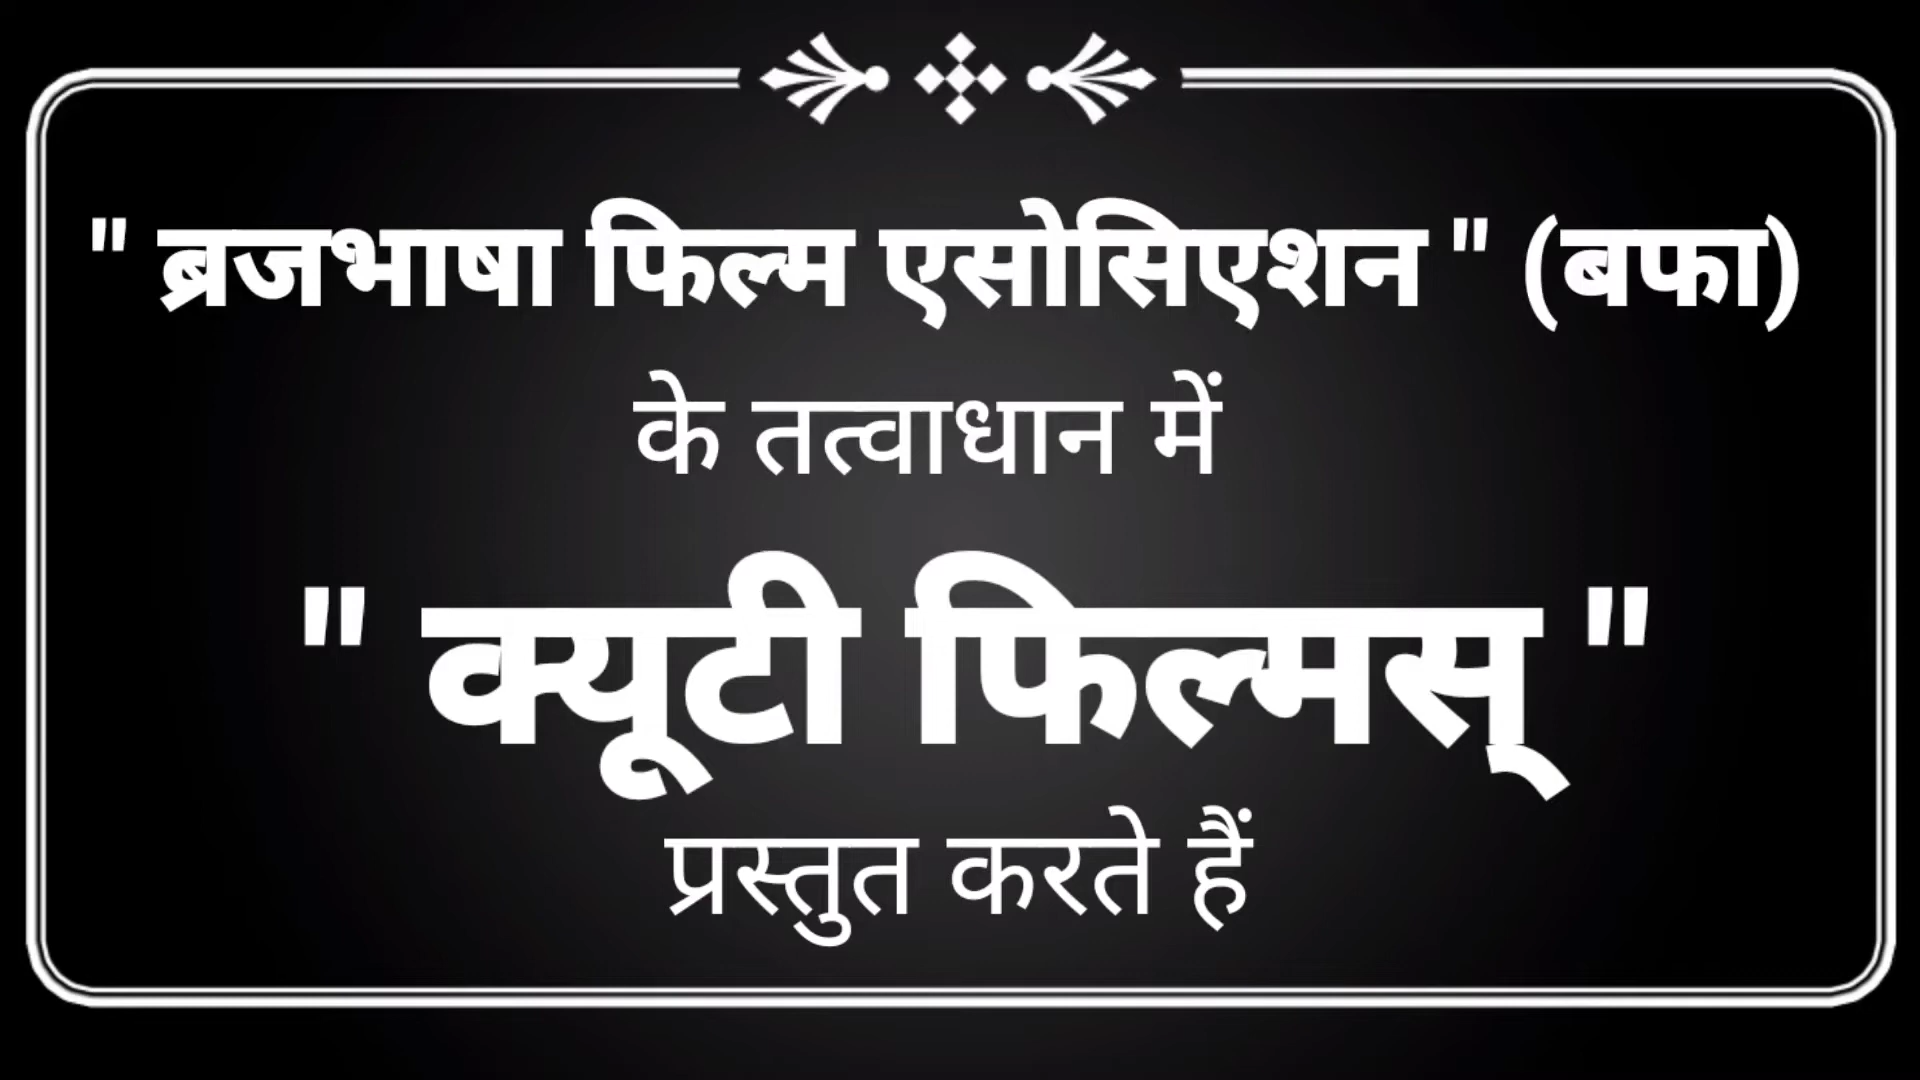 " ब्रजभाषा फिल्म एसोसिएशन " (बफा)
के तत्वाधान में
" क्यूटी फिल्मस् "
प्रस्तुत करते हैं